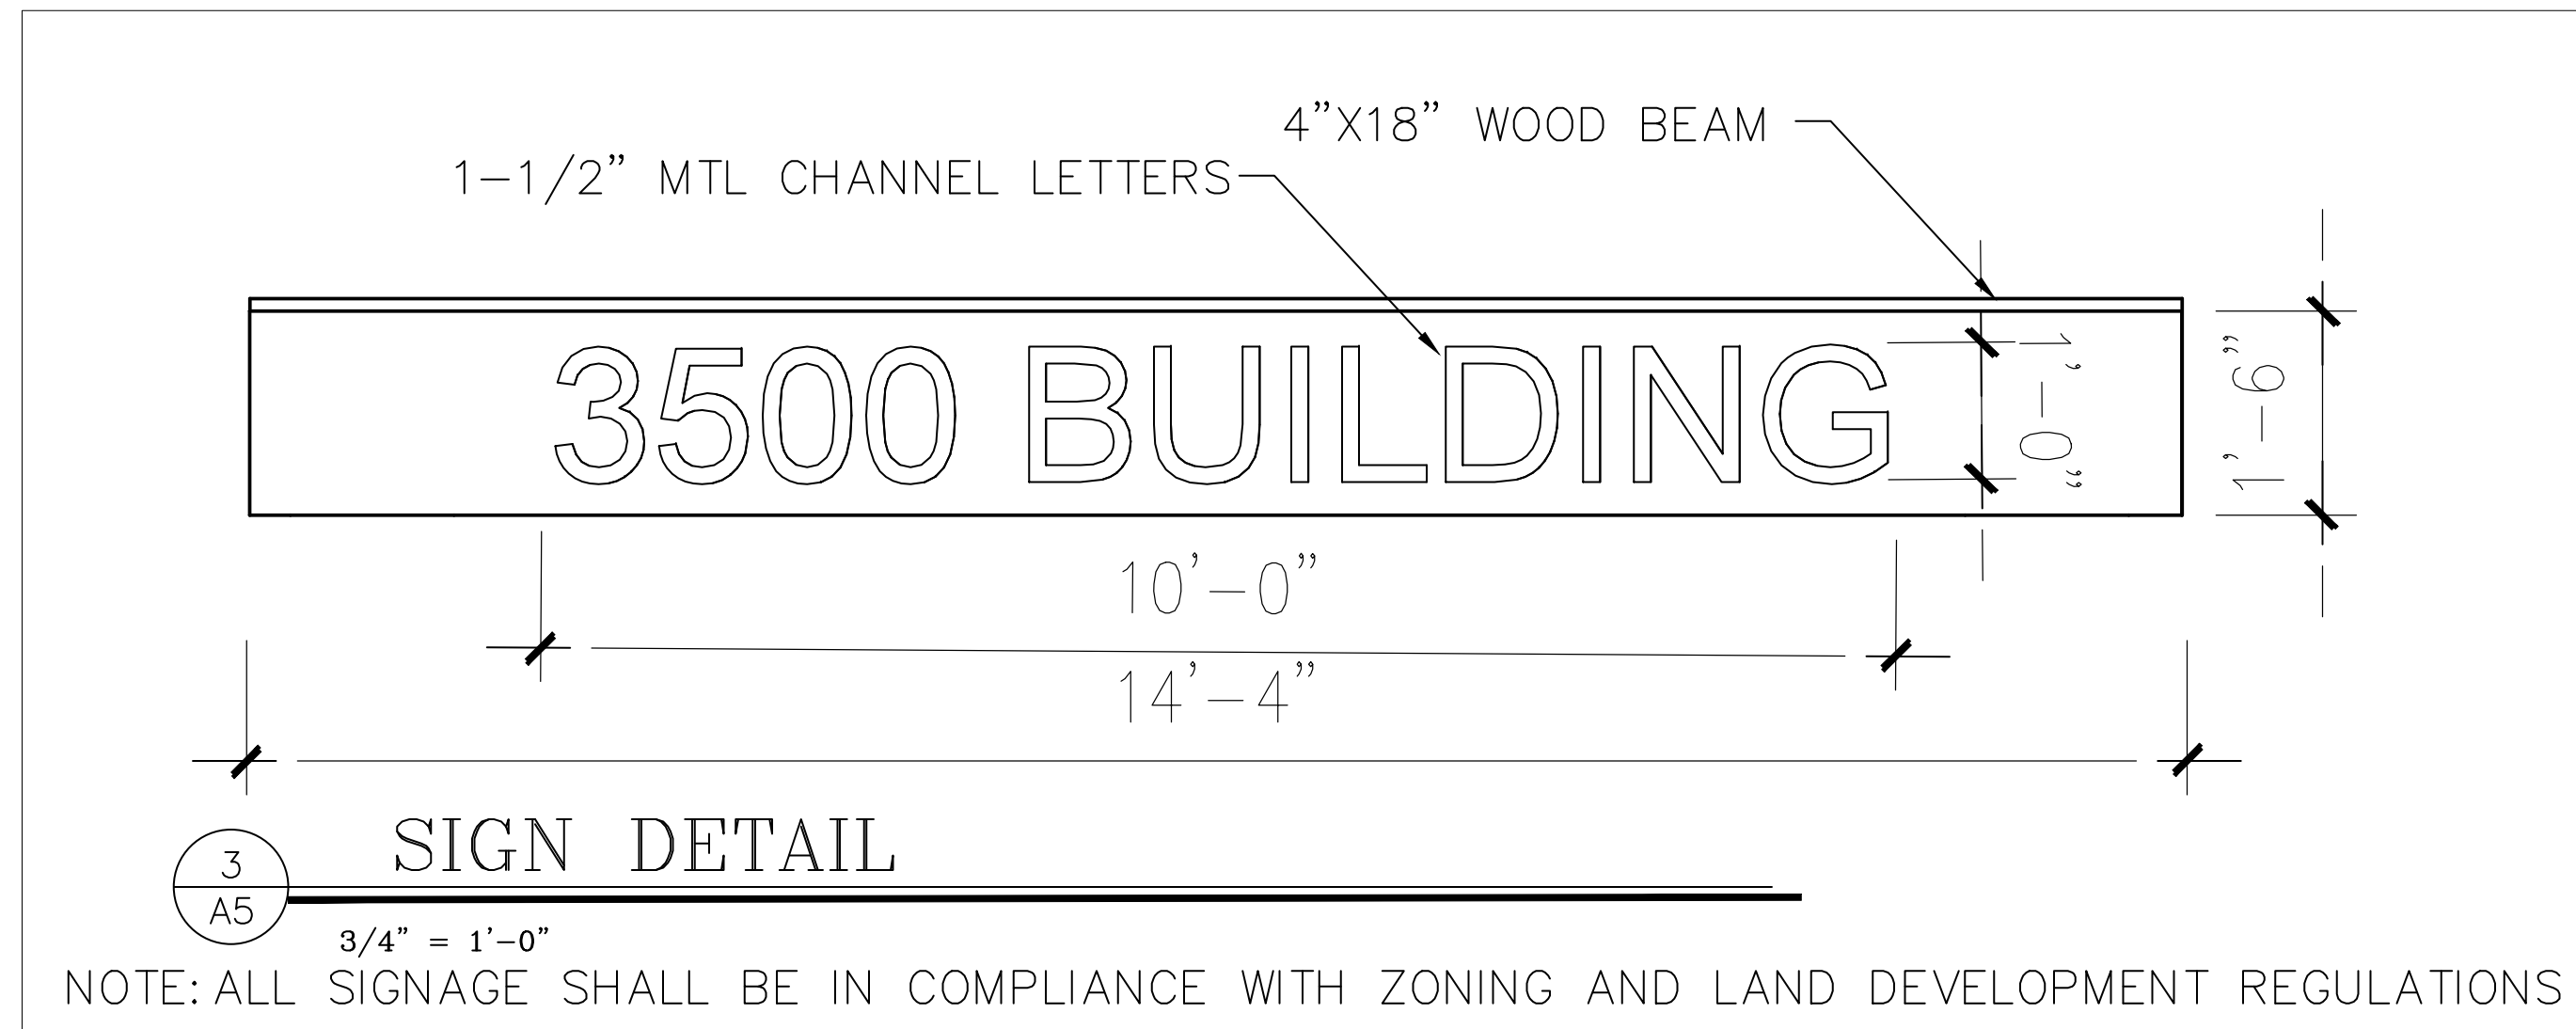 4”X18” WOOD BEAM
1-1/2” MTL CHANNEL LETTERS
3500 BUILDING
1’-0”
1’-6”
10’-0”
14’-4”
SIGN DETAIL
3
A5
3/4” = 1’-0”
NOTE: ALL SIGNAGE SHALL BE IN COMPLIANCE WITH ZONING AND LAND DEVELOPMENT REGULATIONS